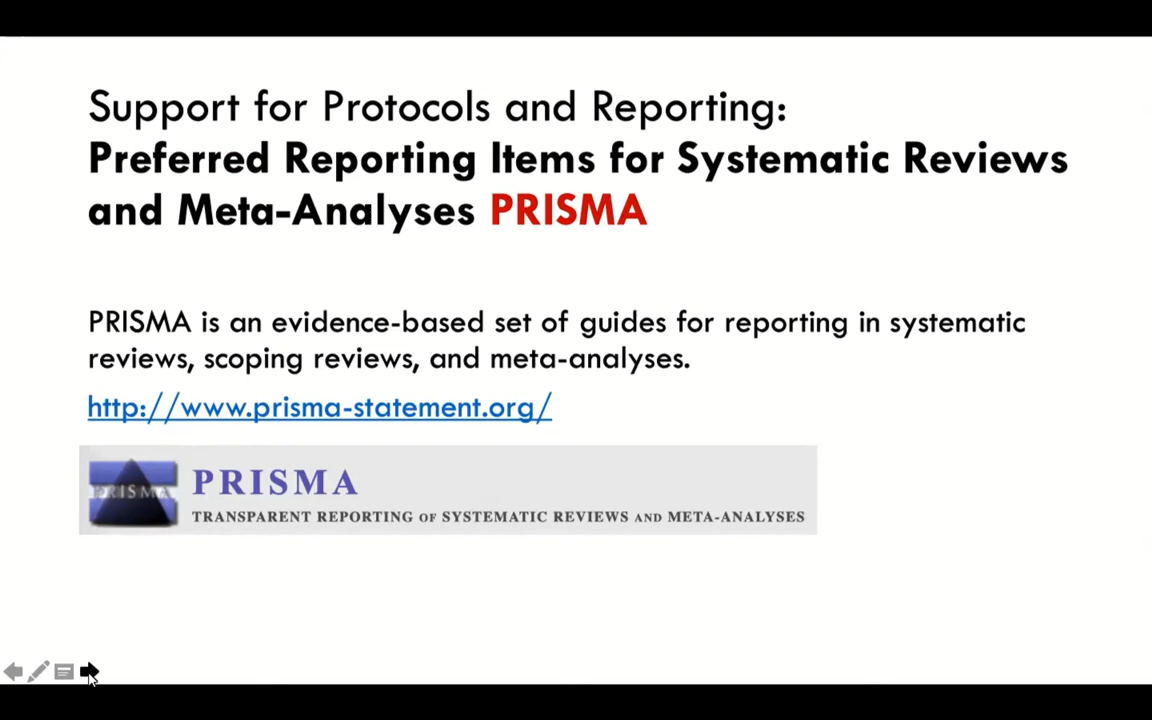 Support for Protocols and Reporting:
Preferred Reporting Items for Systematic Reviews
and Meta-Analyses PRISMA
PRISMA is an evidence-based set of guides for reporting in systematic
reviews, scoping reviews, and meta-analyses.
http://www.prisma-statement.org/
PRISMA
PRISMA
TRANSPARENT REPORTING OF SYSTEMATIC REVIEWS AND META-ANALYSES